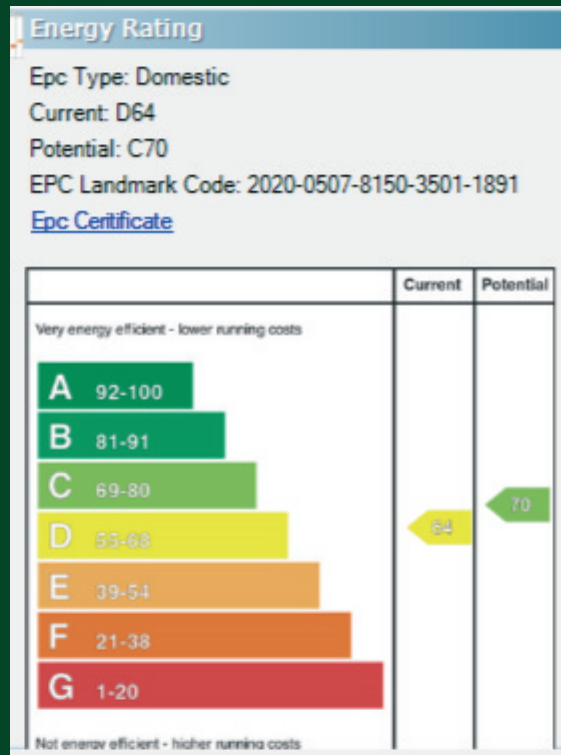 Energy Rating
Epc Type: Domestic
Current: D64
Potential: C70
EPC Landmark Code: 2020-0507-8150-3501-1891
Epc Ceritificate
Current Potential
Very energy efficient - lower running costs
A 92-100
B 81-91
C 69-80
70
D 55-68
64
E 39-54
F 21-38
G 1-20
Not energy efficient - higher running costs